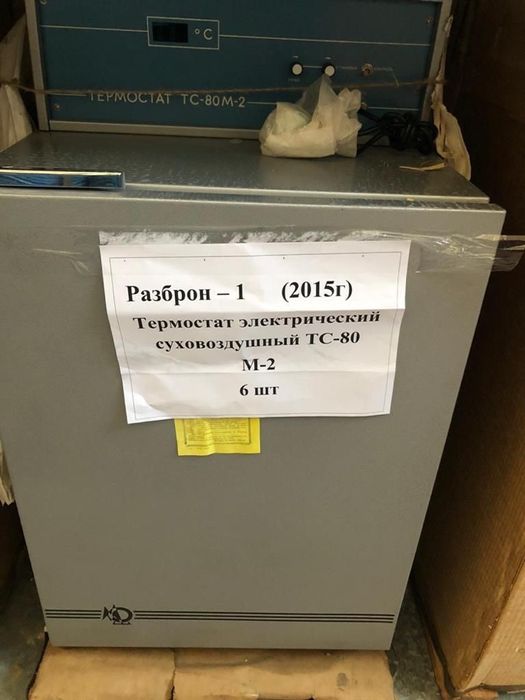 °C
ТЕРМОСТАТ ТС-80М-2
Разброн – 1 (2015г)
Термостат электрический
суховоздушный ТС-80
М-2
6 шт